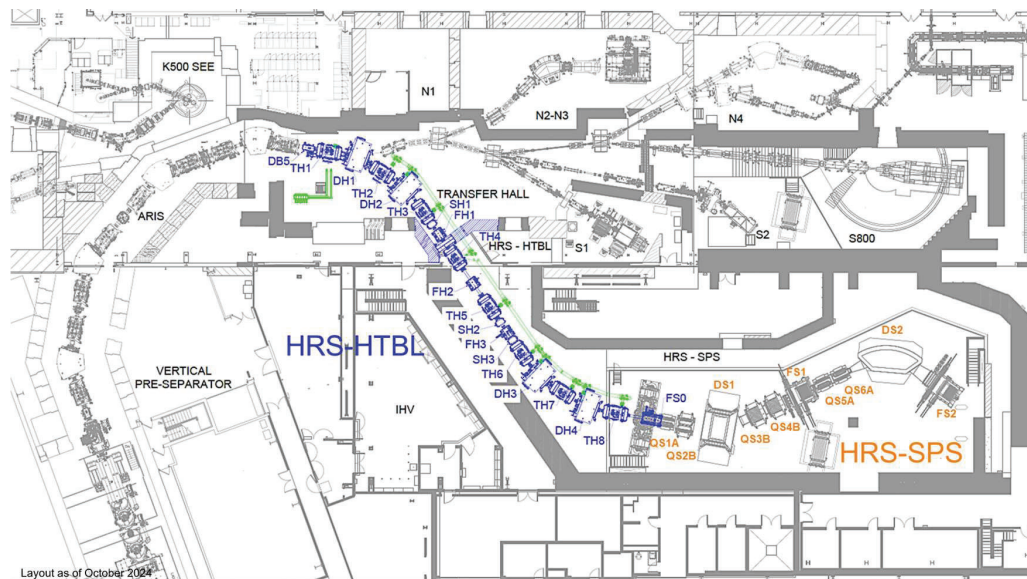 K500 SEE
N1
N2-N3
N4
DB5
TH1
DH1
TH2
DH2
TH3
TRANSFER HALL
SH1
FH1
TH4
HRS - HTBL
S1
S2
S800
ARIS
FH2
TH5
SH2
FH3
SH3
TH6
DH3
TH7
DH4
TH8
HRS-HTBL
VERTICAL
PRE-SEPARATOR
IHV
HRS - SPS
FS0
QS1A
QS2B
DS1
QS3B
QS4B
FS1
QS5A
QS6A
DS2
FS2
HRS-SPS
Layout as of October 2024